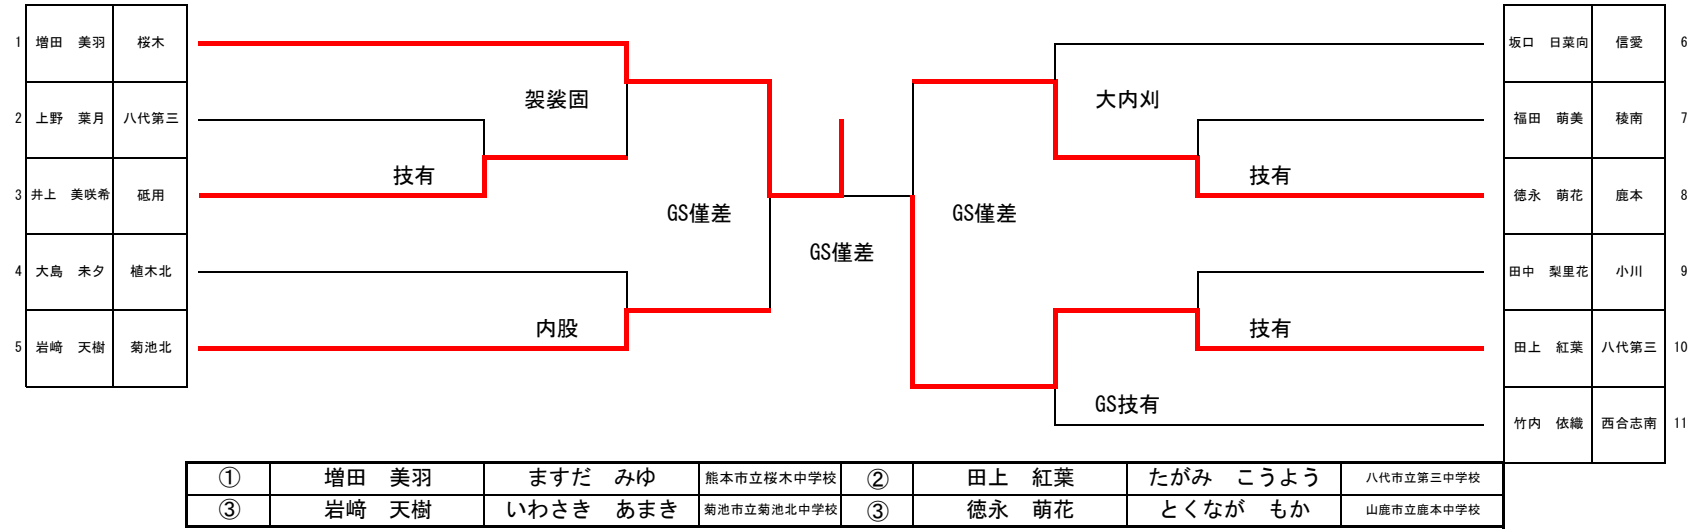 1 増田 美羽 桜木
2 上野 葉月 八代第三
3 井上 美咲希 砥用
4 大島 未夕 植木北
5 岩﨑 天樹 菊池北
袈裟固
技有
内股
GS僅差
GS僅差
GS僅差
大内刈
技有
技有
GS技有
坂口 日菜向 信愛 6
福田 萌美 稜南 7
徳永 萌花 鹿本 8
田中 梨里花 小川 9
田上 紅葉 八代第三 10
竹内 依織 西合志南 11
① 増田 美羽 ますだ みゆ 熊本市立桜木中学校 ② 田上 紅葉 たがみ こうよう 八代市立第三中学校
③ 岩﨑 天樹 いわさき あまき 菊池市立菊池北中学校 ③ 徳永 萌花 とくなが もか 山鹿市立鹿本中学校